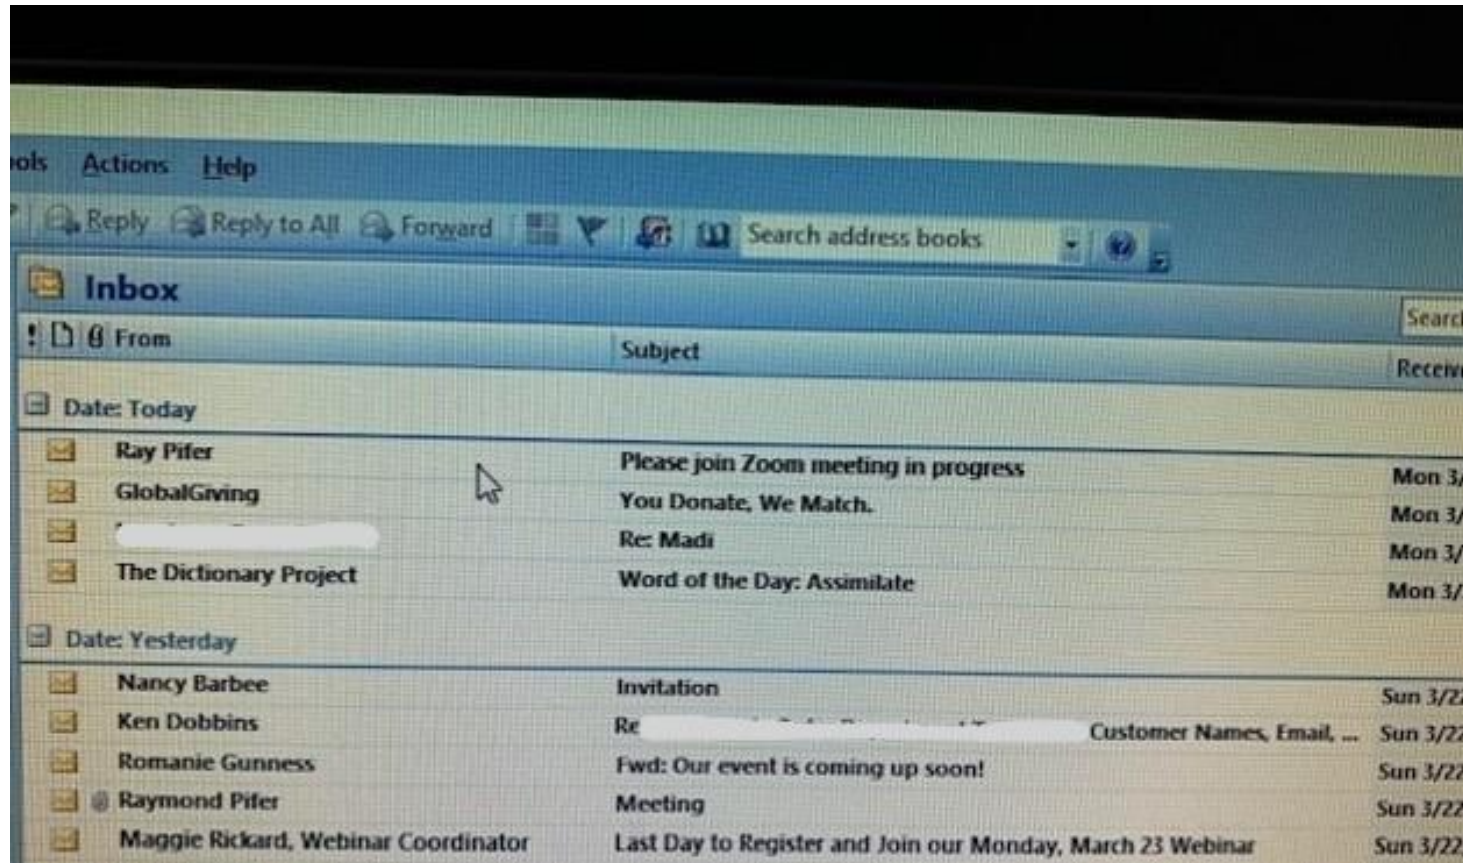 ols Actions Help
Reply Reply to All Forward Search address books
Inbox
Search
! From Subject Receive
Date: Today
Ray Pifer Please join Zoom meeting in progress Mon 3/
GlobalGiving You Donate, We Match. Mon 3/
Re: Madi Mon 3/
The Dictionary Project Word of the Day: Assimilate Mon 3/
Date: Yesterday
Nancy Barbee Invitation Sun 3/22
Ken Dobbins Re Customer Names, Email, ... Sun 3/22
Romanie Gunness Fwd: Our event is coming up soon! Sun 3/22
Raymond Pifer Meeting Sun 3/22
Maggie Rickard, Webinar Coordinator Last Day to Register and Join our Monday, March 23 Webinar Sun 3/22